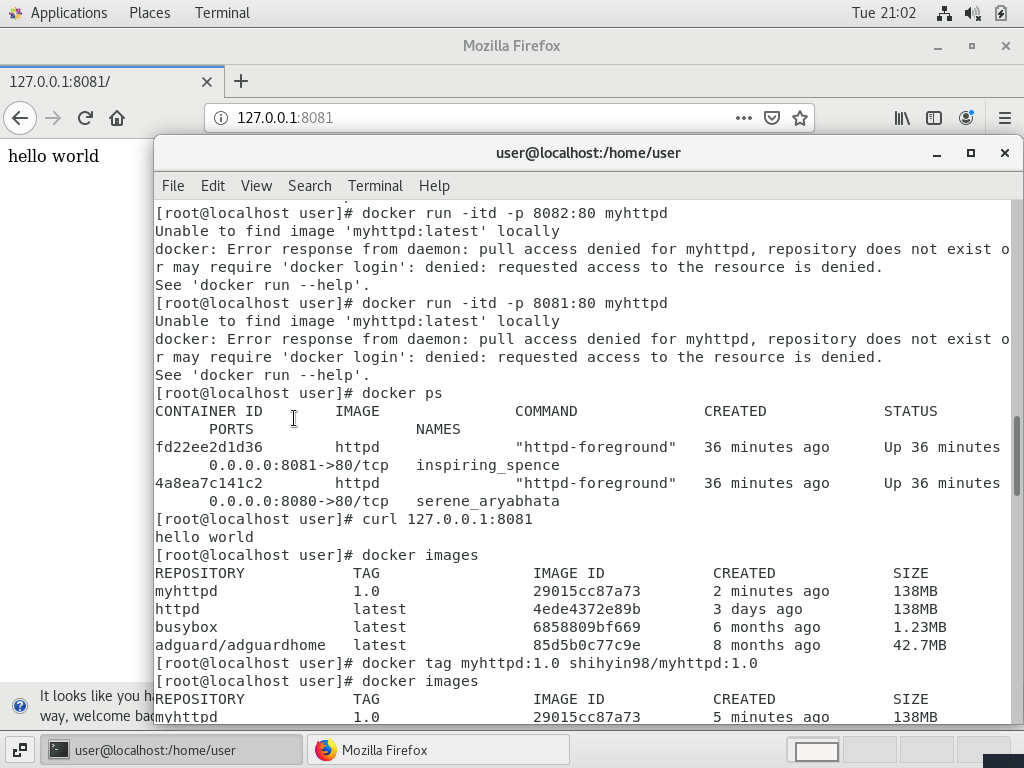 Applications Places Terminal Tue 21:02
Mozilla Firefox
127.0.0.1:8081/
127.0.0.1:8081
hello world
user@localhost:/home/user
File Edit View Search Terminal Help
[root@localhost user]# docker run -itd -p 8082:80 myhttpd
Unable to find image 'myhttpd:latest' locally
docker: Error response from daemon: pull access denied for myhttpd, repository does not exist o
r may require 'docker login': denied: requested access to the resource is denied.
See 'docker run --help'.
[root@localhost user]# docker run -itd -p 8081:80 myhttpd
Unable to find image 'myhttpd:latest' locally
docker: Error response from daemon: pull access denied for myhttpd, repository does not exist o
r may require 'docker login': denied: requested access to the resource is denied.
See 'docker run --help'.
[root@localhost user]# docker ps
CONTAINER ID IMAGE COMMAND CREATED STATUS
PORTS NAMES
fd22ee2d1d36 httpd "httpd-foreground" 36 minutes ago Up 36 minutes
0.0.0.0:8081->80/tcp inspiring_spence
4a8ea7c141c2 httpd "httpd-foreground" 36 minutes ago Up 36 minutes
0.0.0.0:8080->80/tcp serene_aryabhata
[root@localhost user]# curl 127.0.0.1:8081
hello world
[root@localhost user]# docker images
REPOSITORY TAG IMAGE ID CREATED SIZE
myhttpd 1.0 29015cc87a73 2 minutes ago 138MB
httpd latest 4ede4372e89b 3 days ago 138MB
busybox latest 6858809bf669 6 months ago 1.23MB
adguard/adguardhome latest 85d5b0c77c9e 8 months ago 42.7MB
[root@localhost user]# docker tag myhttpd:1.0 shihyin98/myhttpd:1.0
[root@localhost user]# docker images
REPOSITORY TAG IMAGE ID CREATED SIZE
myhttpd 1.0 29015cc87a73 5 minutes ago 138MB
It looks like you ha
way, welcome bac
user@localhost:/home/user Mozilla Firefox